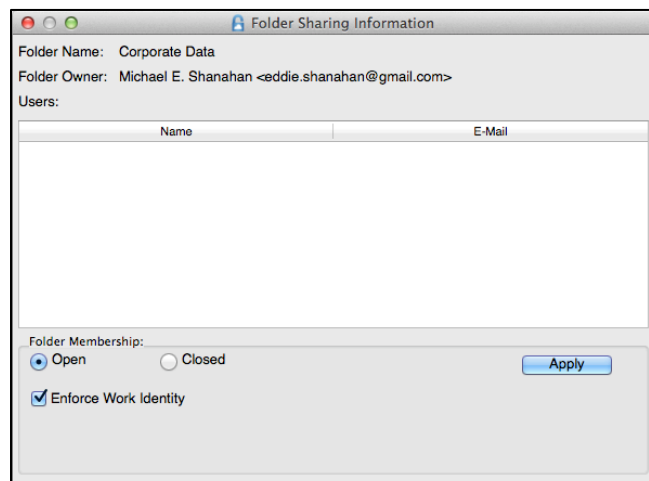 Folder Sharing Information
Folder Name: Corporate Data
Folder Owner: Michael E. Shanahan <eddie.shanahan@gmail.com>
Users:
Name E-Mail
Folder Membership:
Open Closed Apply
Enforce Work Identity